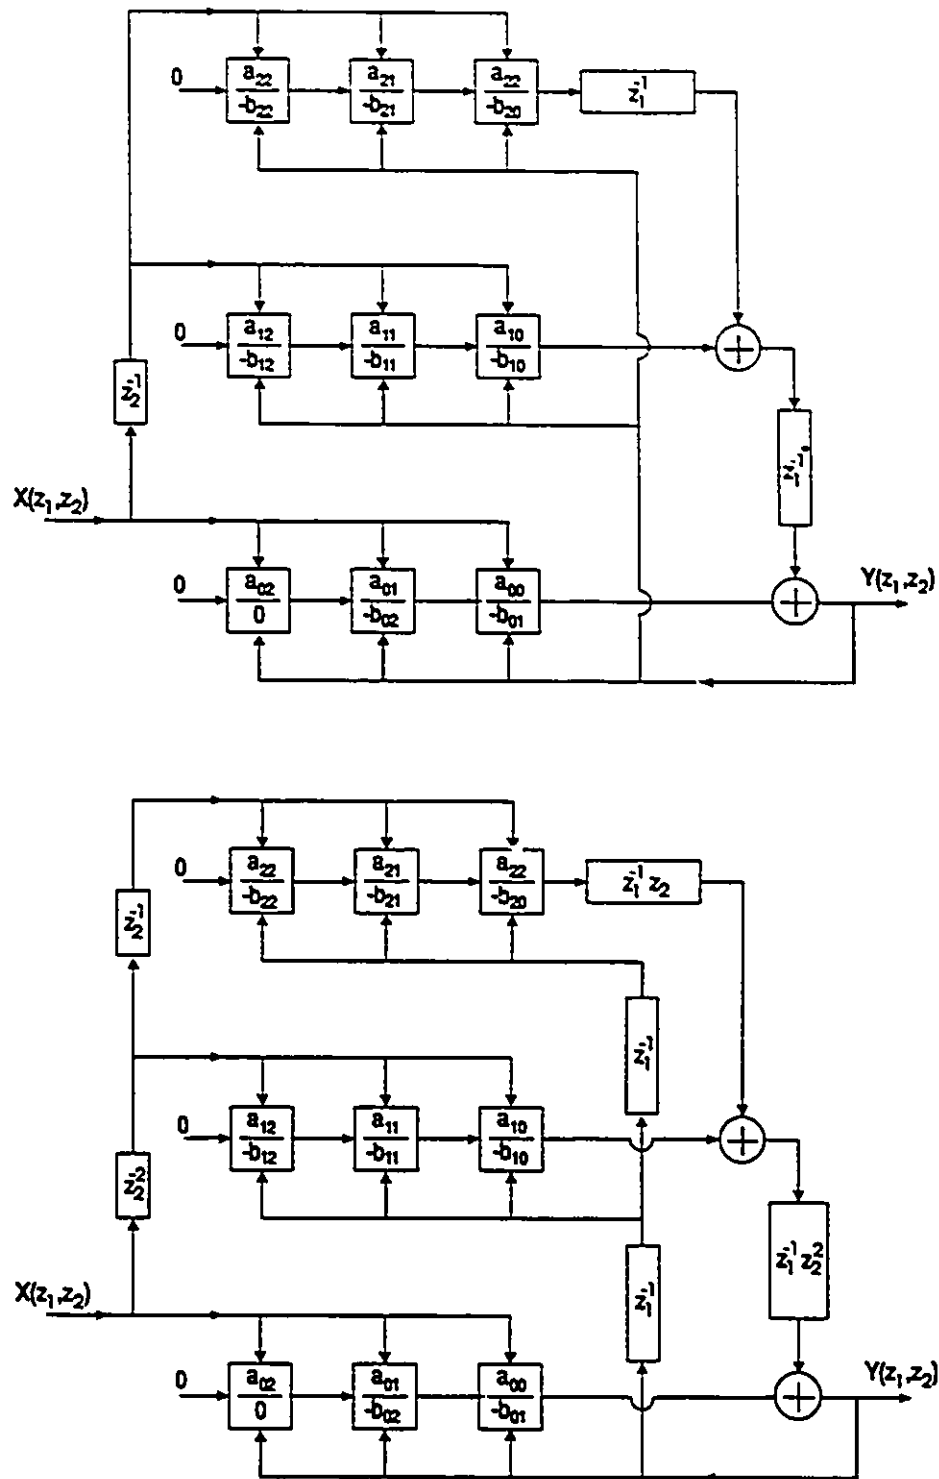 a₂₂ a₂₁ a₂₂
0 z₁⁻¹
-b₂₂ -b₂₁ -b₂₀
a₁₂ a₁₁ a₁₀
0
-b₁₂ -b₁₁ -b₁₀
z₂⁻¹
z₁⁻¹
X(z₁,z₂)
a₀₂ a₀₁ a₀₀
0 Y(z₁,z₂)
0 -b₀₂ -b₀₁
a₂₂ a₂₁ a₂₂
0 z₁⁻¹ z₂
-b₂₂ -b₂₁ -b₂₀
z₂⁻¹
z₁⁻¹
a₁₂ a₁₁ a₁₀
0
-b₁₂ -b₁₁ -b₁₀
z₂⁻²
z₁⁻¹ z₂²
X(z₁,z₂)
z₁⁻¹
a₀₂ a₀₁ a₀₀
0 Y(z₁,z₂)
0 -b₀₂ -b₀₁